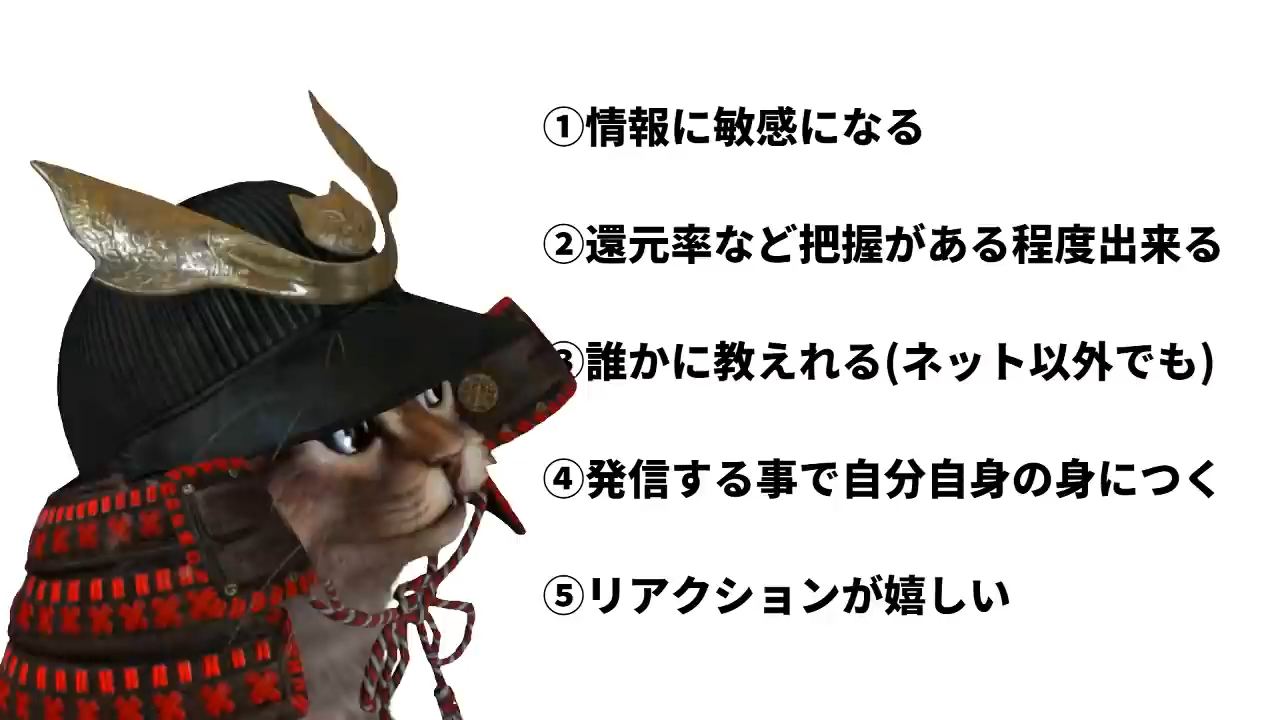 ①情報に敏感になる
②還元率など把握がある程度出来る
③誰かに教えれる(ネット以外でも)
④発信する事で自分自身の身につく
⑤リアクションが嬉しい